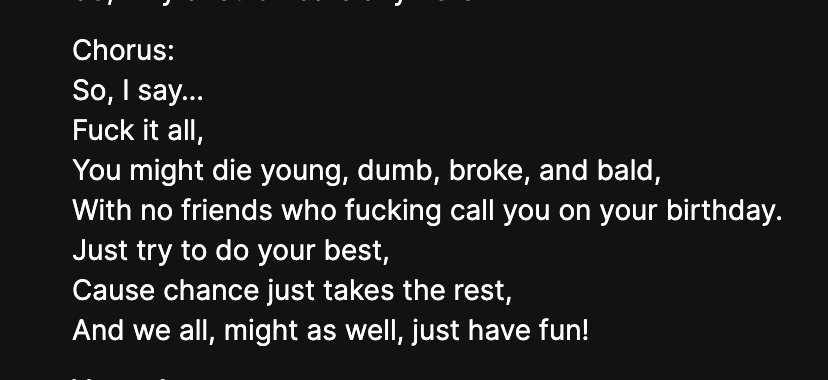 Chorus:
So, I say...
Fuck it all,
You might die young, dumb, broke, and bald,
With no friends who fucking call you on your birthday.
Just try to do your best,
Cause chance just takes the rest,
And we all, might as well, just have fun!